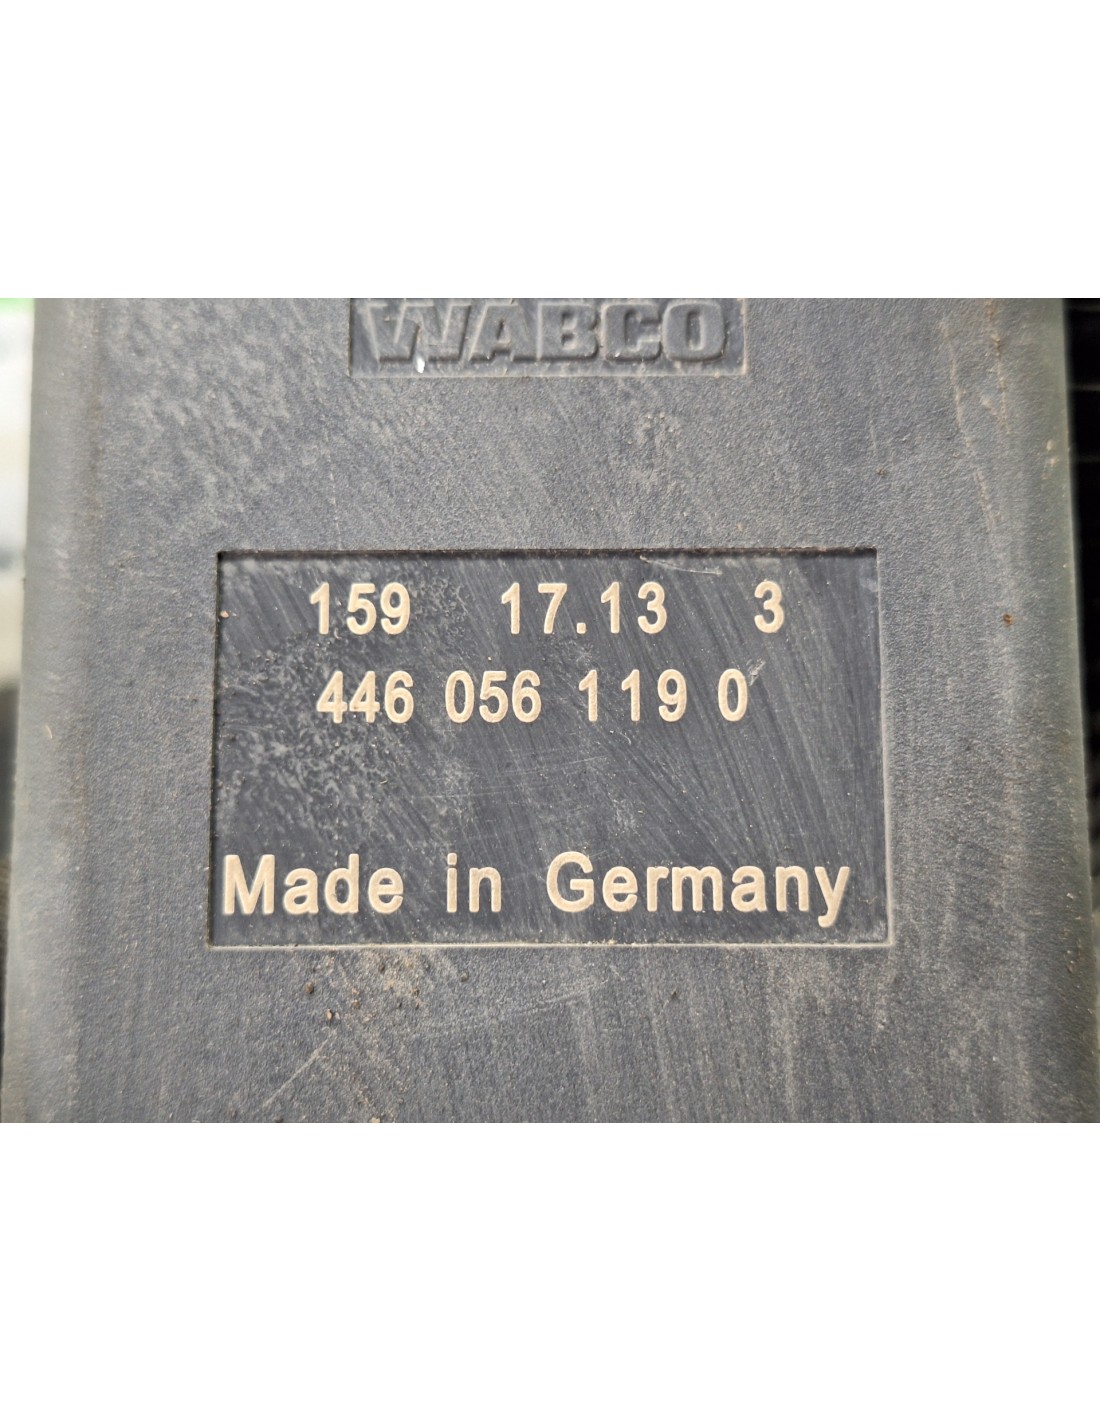 WABCO
159 17.13 3
446 056 119 0
Made in Germany